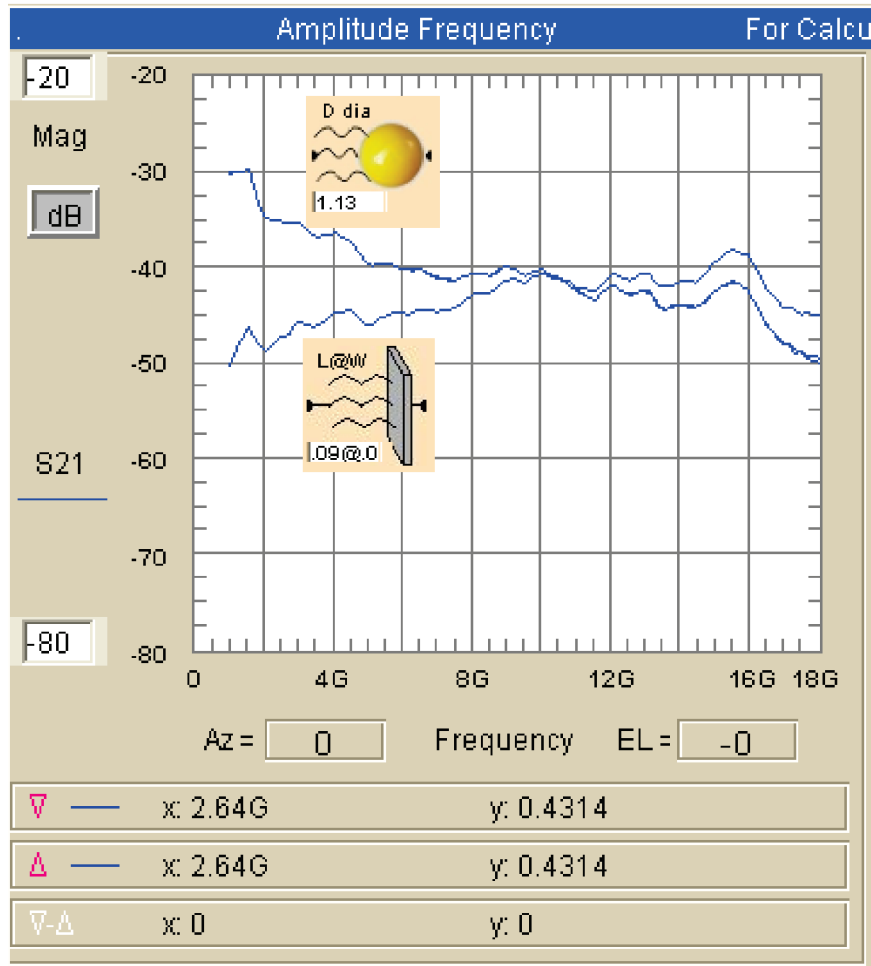 . Amplitude Frequency For Calcu
-20
-20
Mag
dB
D dia
1.13
-30
-40
-50
L@W
.09@.0
S21
-60
-70
-80
-80
0 4G 8G 12G 16G 18G
Az = 0 Frequency EL = -0
∇ x: 2.64G y: 0.4314
Δ x: 2.64G y: 0.4314
∇-Δ x: 0 y: 0